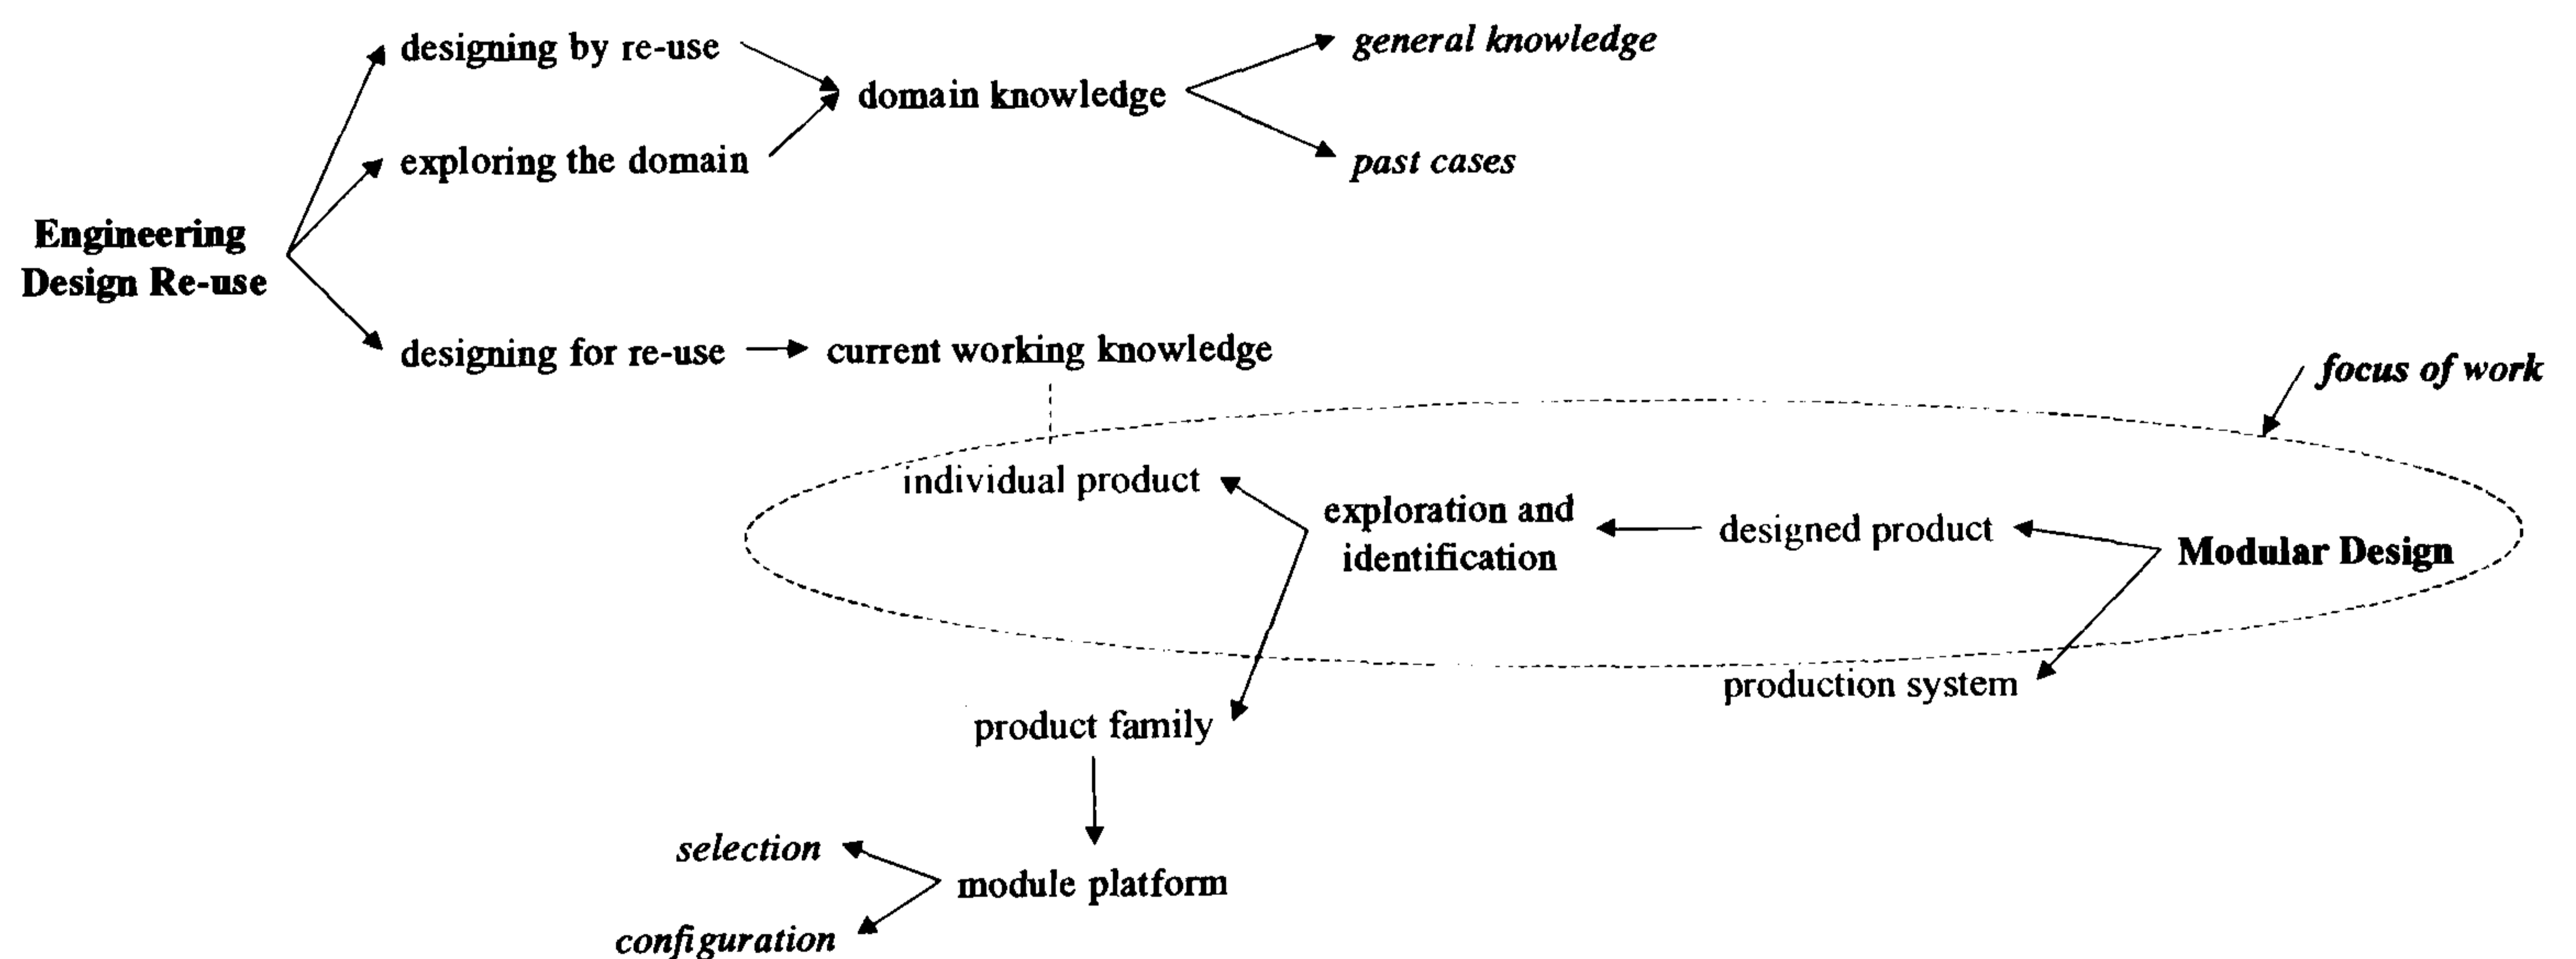 designing by re-use
general knowledge
domain knowledge
exploring the domain
past cases
Engineering
Design Re-use
designing for re-use
current working knowledge
focus of work
individual product
exploration and
identification
designed product
Modular Design
production system
product family
selection
module platform
configuration